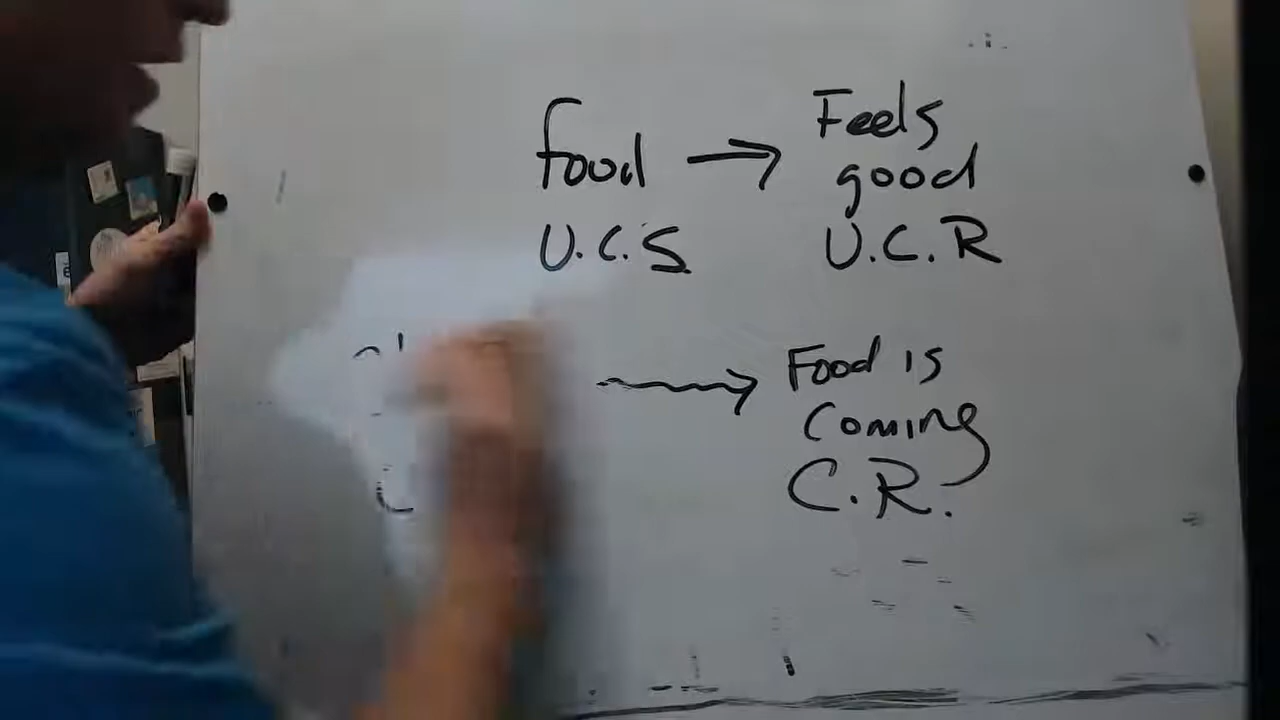 food → Feels
good
U.C.S. U.C.R
→ Food is
coming
C.R.